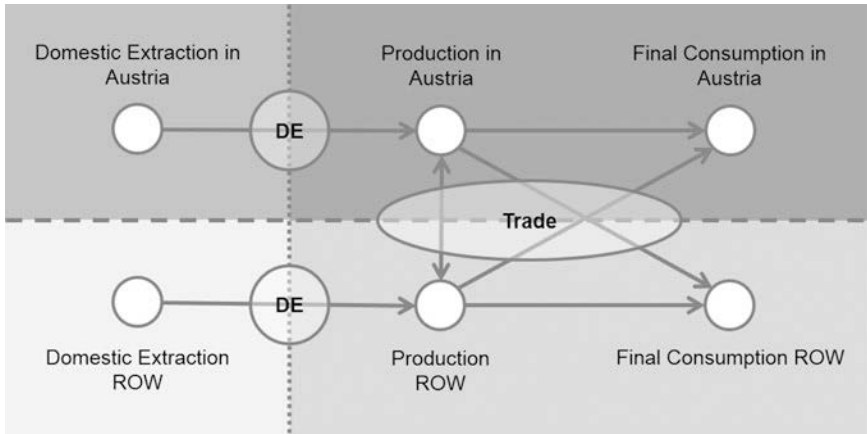 Domestic Extraction in
Austria
Production in
Austria
Final Consumption in
Austria
DE
Trade
DE
Domestic Extraction
ROW
Production
ROW
Final Consumption ROW